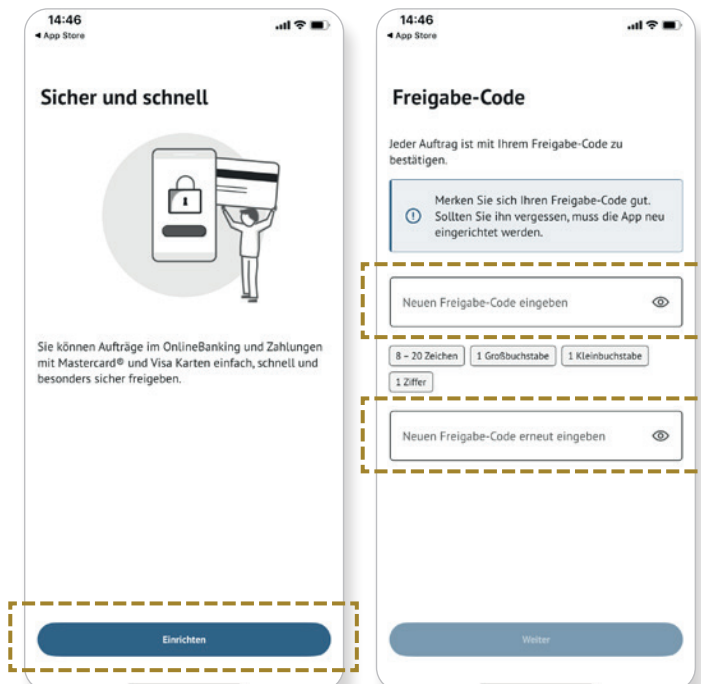 14:46
◀ App Store
Sicher und schnell
Sie können Aufträge im OnlineBanking und Zahlungen
mit Mastercard® und Visa Karten einfach, schnell und
besonders sicher freigeben.
Einrichten
14:46
◀ App Store
Freigabe-Code
Jeder Auftrag ist mit Ihrem Freigabe-Code zu
bestätigen.
Merken Sie sich Ihren Freigabe-Code gut.
Sollten Sie ihn vergessen, muss die App neu
eingerichtet werden.
Neuen Freigabe-Code eingeben
8 – 20 Zeichen 1 Großbuchstabe 1 Kleinbuchstabe
1 Ziffer
Neuen Freigabe-Code erneut eingeben
Weiter